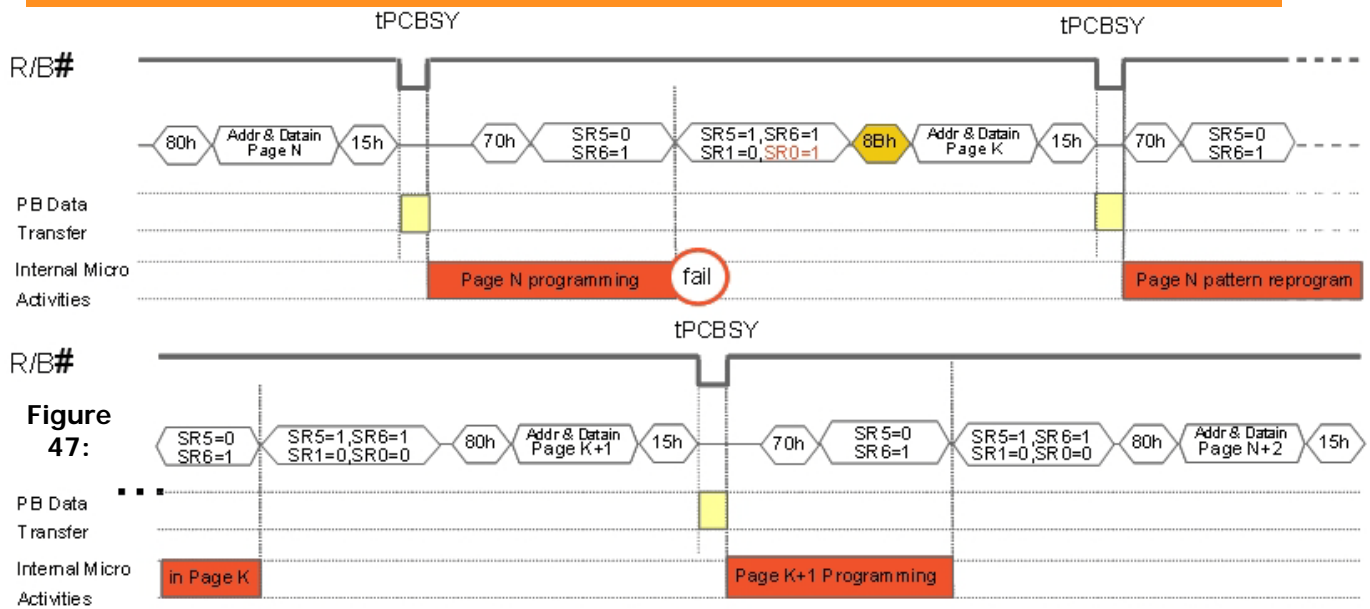 tPCBSY
tPCBSY
R/B#
80h
Addr & Datain
Page N
15h
70h
SR5=0
SR6=1
SR5=1,SR6=1
SR1=0,SR0=1
8Bh
Addr & Datain
Page K
15h
70h
SR5=0
SR6=1
PB Data
Transfer
Internal Micro
Activities
Page N programming
fail
Page N pattern reprogram
tPCBSY
R/B#
Figure
47:
SR5=0
SR6=1
SR5=1,SR6=1
SR1=0,SR0=0
80h
Addr & Datain
Page K+1
15h
70h
SR5=0
SR6=1
SR5=1,SR6=1
SR1=0,SR0=0
80h
Addr & Datain
Page N+2
15h
...
PB Data
Transfer
Internal Micro
Activities
in Page K
Page K+1 Programming